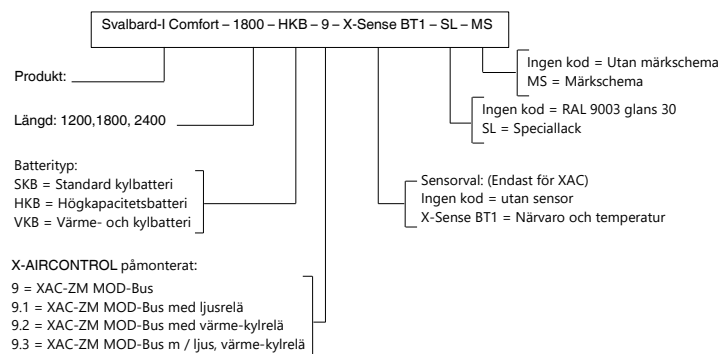 Svalbard-I Comfort – 1800 – HKB – 9 – X-Sense BT1 – SL – MS
Produkt:
Längd: 1200,1800, 2400
Batterityp:
SKB = Standard kylbatteri
HKB = Högkapacitetsbatteri
VKB = Värme- och kylbatteri
X-AIRCONTROL påmonterat:
9 = XAC-ZM MOD-Bus
9.1 = XAC-ZM MOD-Bus med ljusrelä
9.2 = XAC-ZM MOD-Bus med värme-kylrelä
9.3 = XAC-ZM MOD-Bus m / ljus, värme-kylrelä
Ingen kod = Utan märkschema
MS = Märkschema
Ingen kod = RAL 9003 glans 30
SL = Speciallack
Sensorval: (Endast för XAC)
Ingen kod = utan sensor
X-Sense BT1 = Närvaro och temperatur